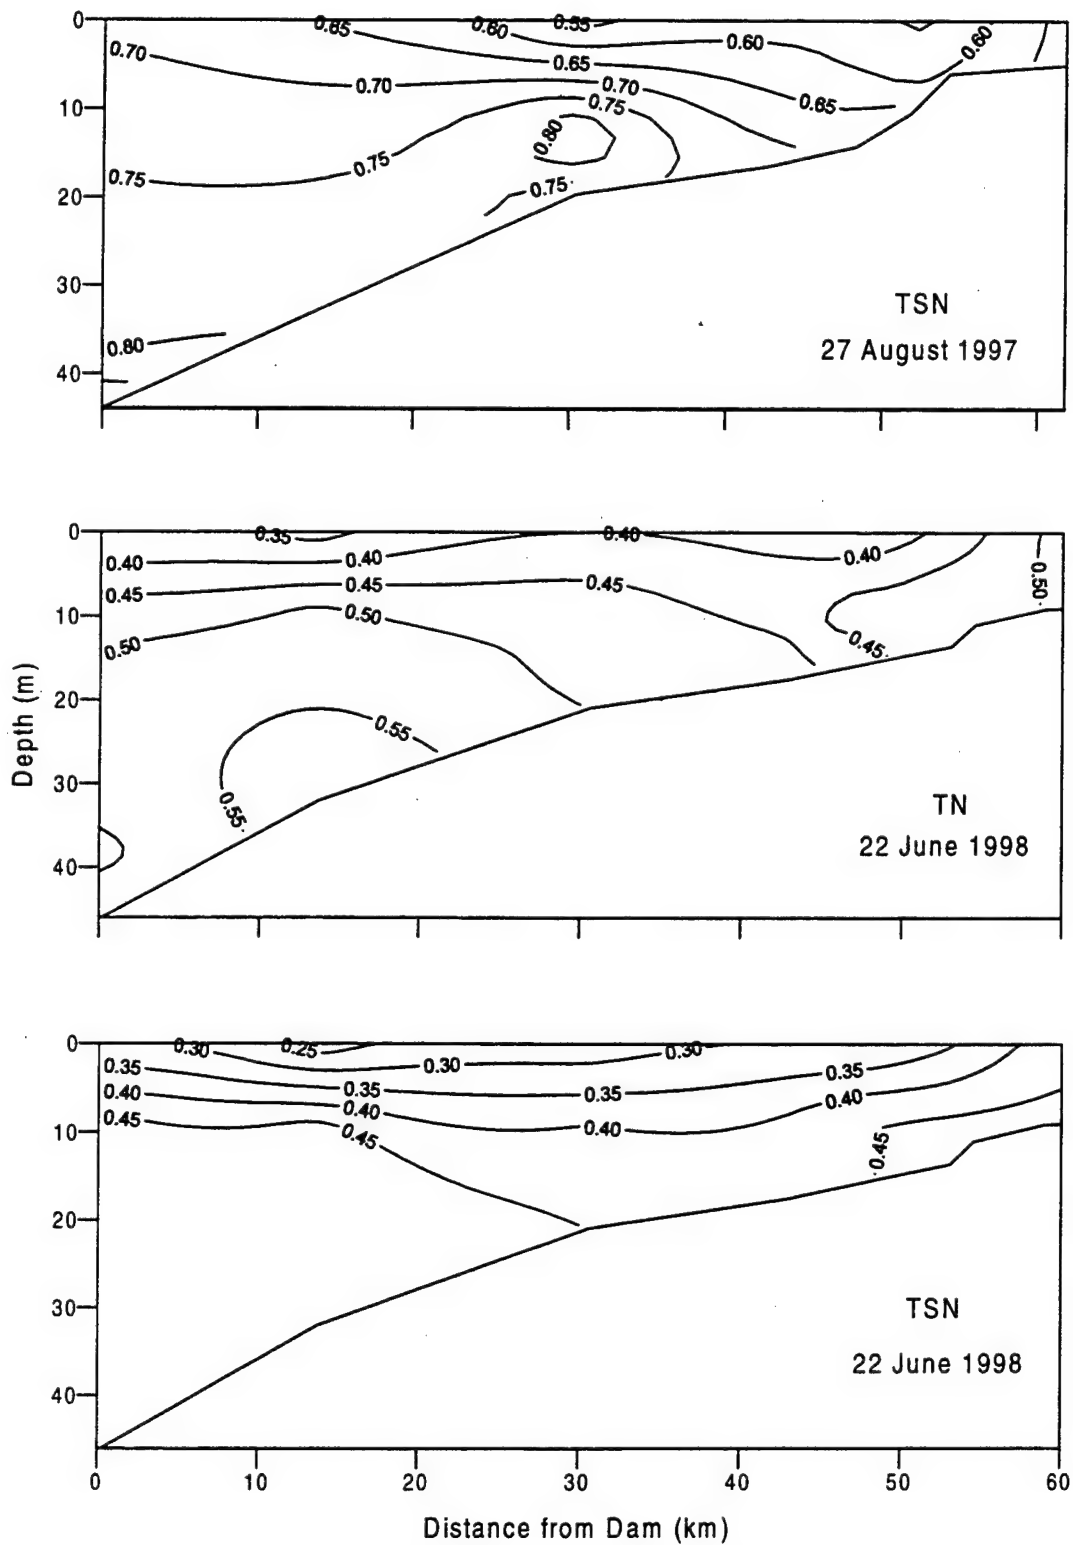 0 0.65 0.60 0.55
0.70 0.60 0.60
0.65
0.70 0.70
10 0.75 0.65
0.80
0.75 0.75
20 0.75
30
TSN
0.80 27 August 1997
40
0 0.35 0.40
0.40 0.40 0.40
0.45 0.45 0.45 0.50
10 0.50
0.50 0.45
20
0.55
Depth (m)
30 0.55
TN
22 June 1998
40
0 0.30 0.25 0.30
0.35 0.30 0.35
0.40 0.35 0.35 0.40
0.45 0.40 0.40
10 0.45 0.45
20
30
TSN
22 June 1998
40
0 10 20 30 40 50 60
Distance from Dam (km)